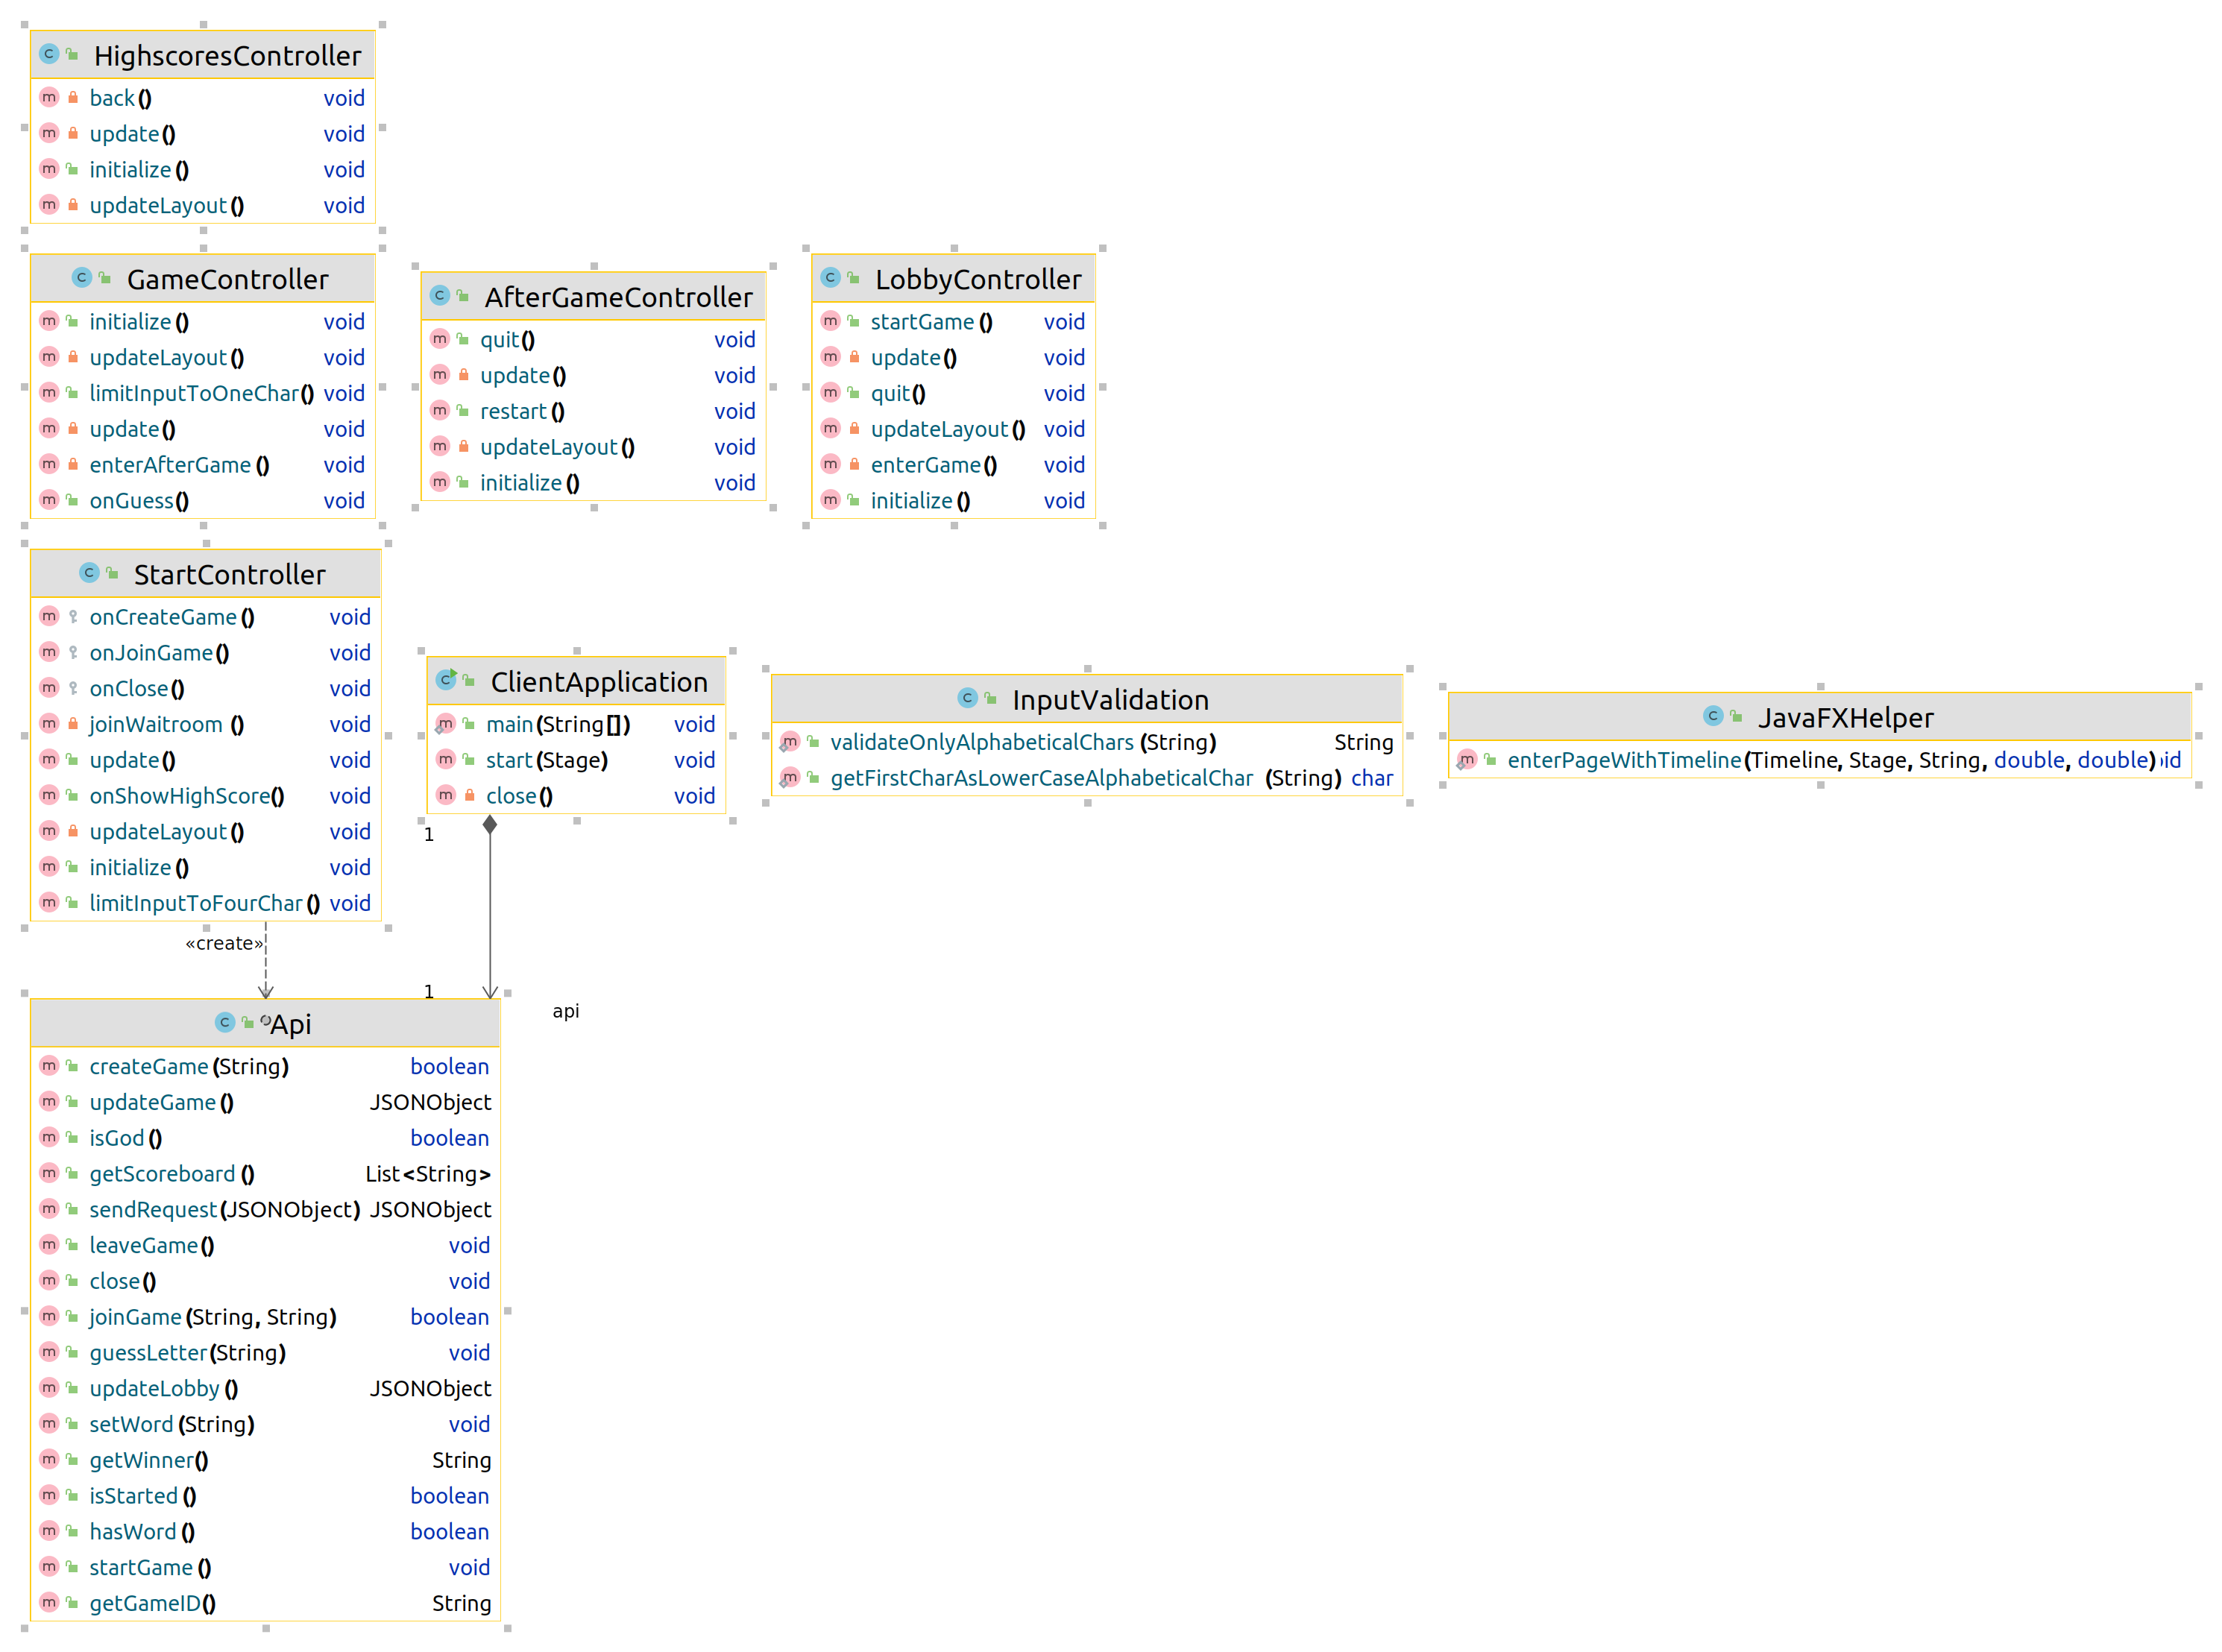 HighscoresController
back() void
update() void
initialize() void
updateLayout() void
GameController
initialize() void
updateLayout() void
limitInputToOneChar() void
update() void
enterAfterGame() void
onGuess() void
AfterGameController
quit() void
update() void
restart() void
updateLayout() void
initialize() void
LobbyController
startGame() void
update() void
quit() void
updateLayout() void
enterGame() void
initialize() void
StartController
onCreateGame() void
onJoinGame() void
onClose() void
joinWaitroom() void
update() void
onShowHighScore() void
updateLayout() void
initialize() void
limitInputToFourChar() void
ClientApplication
main(String[]) void
start(Stage) void
close() void
InputValidation
validateOnlyAlphabeticalChars(String) String
getFirstCharAsLowerCaseAlphabeticalChar(String) char
JavaFXHelper
enterPageWithTimeline(Timeline, Stage, String, double, double) id
1
«create»
1
api
Api
createGame(String) boolean
updateGame() JSONObject
isGod() boolean
getScoreboard() List<String>
sendRequest(JSONObject) JSONObject
leaveGame() void
close() void
joinGame(String, String) boolean
guessLetter(String) void
updateLobby() JSONObject
setWord(String) void
getWinner() String
isStarted() boolean
hasWord() boolean
startGame() void
getGameID() String